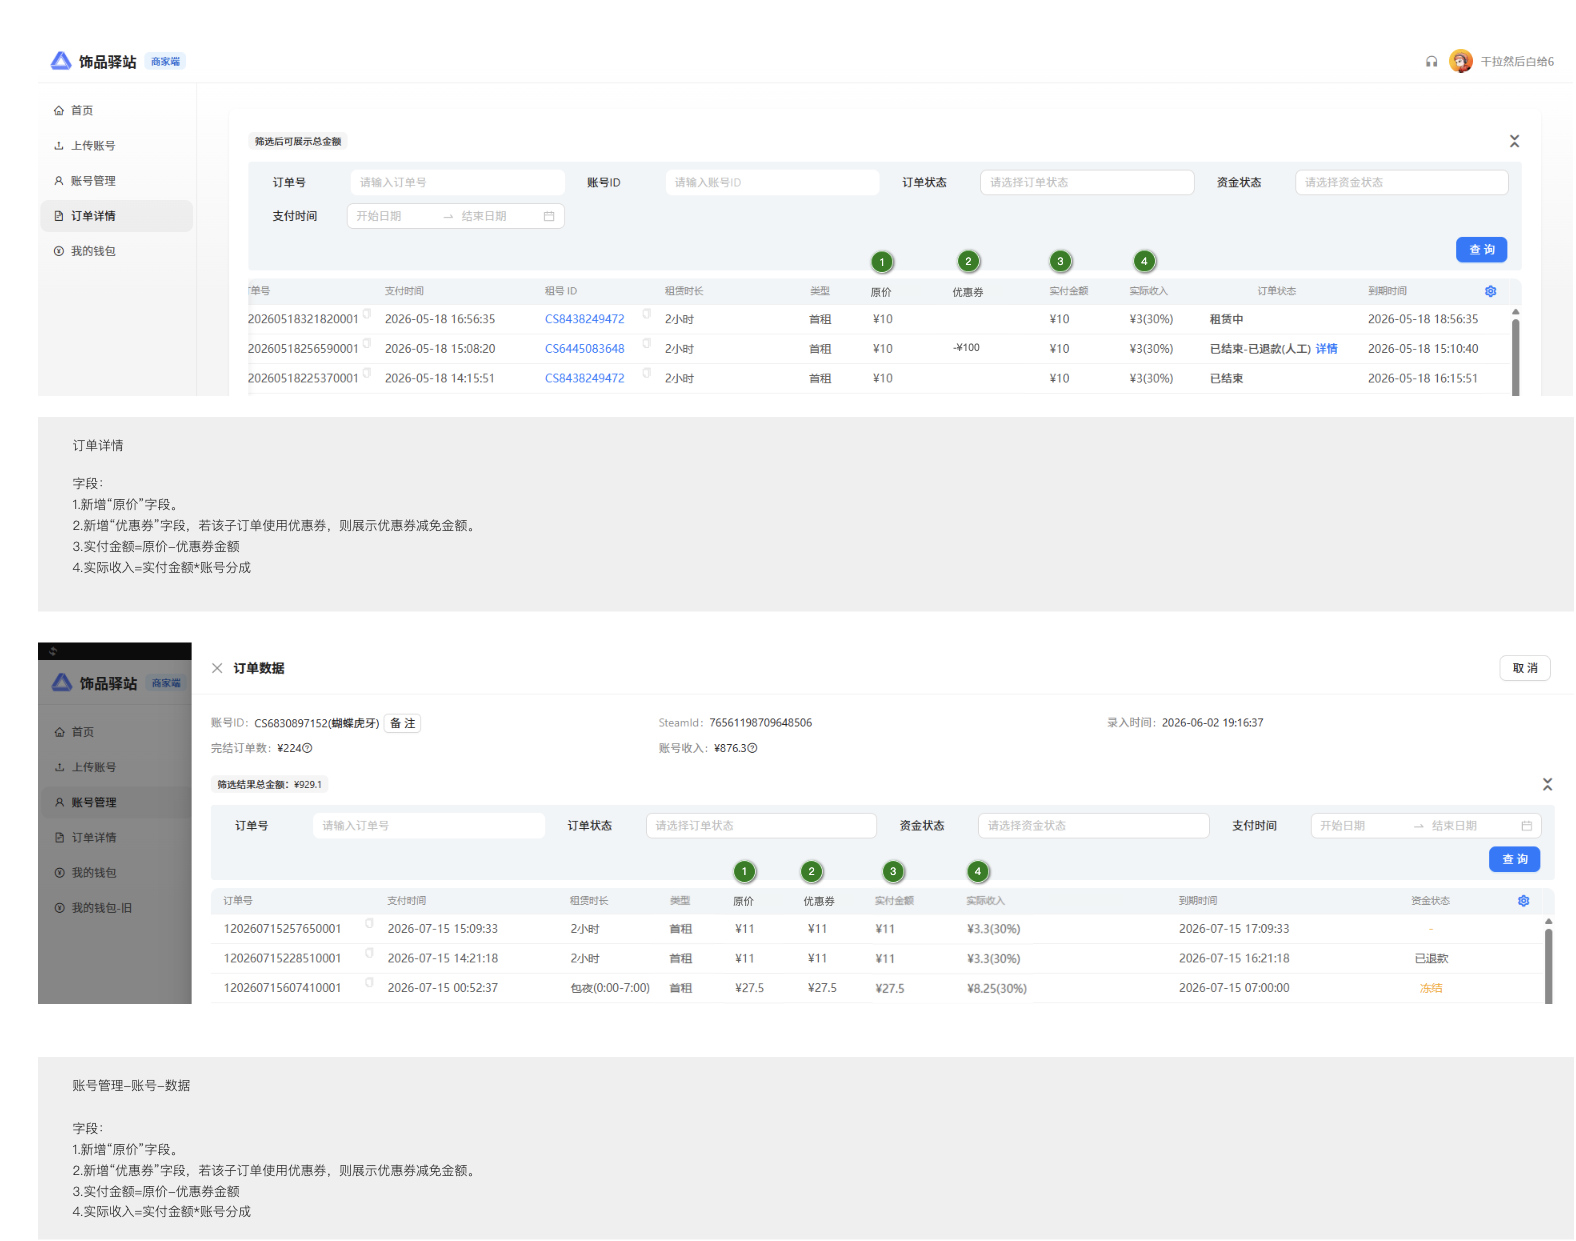 饰品驿站 商家端 干拉然后白给6
首页
上传账号
账号管理
订单详情
我的钱包
筛选后可展示总金额
订单号 请输入订单号 账号ID 请输入账号ID 订单状态 请选择订单状态 资金状态 请选择资金状态
支付时间 开始日期 → 结束日期
查 询
1 2 3 4
单号 支付时间 租号 ID 租赁时长 类型 原价 优惠券 实付金额 实际收入 订单状态 到期时间
20260518321820001 2026-05-18 16:56:35 CS8438249472 2小时 首租 ¥10 ¥10 ¥3(30%) 租赁中 2026-05-18 18:56:35
20260518256590001 2026-05-18 15:08:20 CS6445083648 2小时 首租 ¥10 -¥100 ¥10 ¥3(30%) 已结束-已退款(人工) 详情 2026-05-18 15:10:40
20260518225370001 2026-05-18 14:15:51 CS8438249472 2小时 首租 ¥10 ¥10 ¥3(30%) 已结束 2026-05-18 16:15:51
订单详情
字段：
1.新增“原价”字段。
2.新增“优惠券”字段，若该子订单使用优惠券，则展示优惠券减免金额。
3.实付金额=原价-优惠券金额
4.实际收入=实付金额*账号分成
饰品驿站 商家端
首页
上传账号
账号管理
订单详情
我的钱包
我的钱包-旧
订单数据 取 消
账号ID： CS6830897152(蝴蝶虎牙) 备 注 SteamId： 76561198709648506 录入时间： 2026-06-02 19:16:37
完结订单数： ¥224 账号收入： ¥876.3
筛选结果总金额： ¥929.1
订单号 请输入订单号 订单状态 请选择订单状态 资金状态 请选择资金状态 支付时间 开始日期 → 结束日期
查 询
1 2 3 4
订单号 支付时间 租赁时长 类型 原价 优惠券 实付金额 实际收入 到期时间 资金状态
120260715257650001 2026-07-15 15:09:33 2小时 首租 ¥11 ¥11 ¥11 ¥3.3(30%) 2026-07-15 17:09:33 -
120260715228510001 2026-07-15 14:21:18 2小时 首租 ¥11 ¥11 ¥11 ¥3.3(30%) 2026-07-15 16:21:18 已退款
120260715607410001 2026-07-15 00:52:37 包夜(0:00-7:00) 首租 ¥27.5 ¥27.5 ¥27.5 ¥8.25(30%) 2026-07-15 07:00:00 冻结
账号管理-账号-数据
字段：
1.新增“原价”字段。
2.新增“优惠券”字段，若该子订单使用优惠券，则展示优惠券减免金额。
3.实付金额=原价-优惠券金额
4.实际收入=实付金额*账号分成